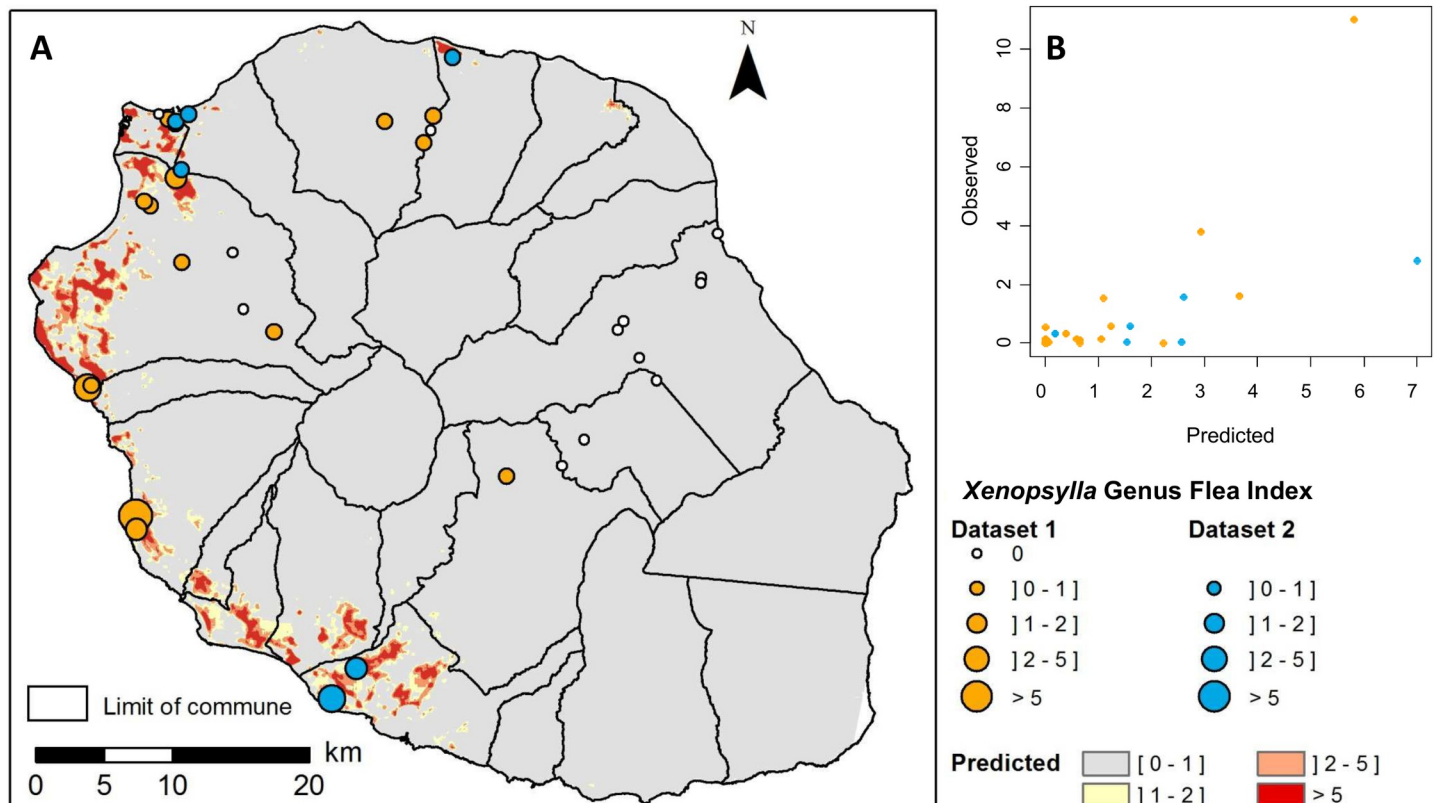 A
N
Limit of commune
km
0 5 10 20
B
10
8
6
4
2
0
Observed
0 1 2 3 4 5 6 7
Predicted
Xenopsylla Genus Flea Index
Dataset 1 Dataset 2
0
] 0 - 1 ] ] 0 - 1 ]
] 1 - 2 ] ] 1 - 2 ]
] 2 - 5 ] ] 2 - 5 ]
> 5 > 5
Predicted [ 0 - 1 ] ] 2 - 5 ]
] 1 - 2 ] > 5